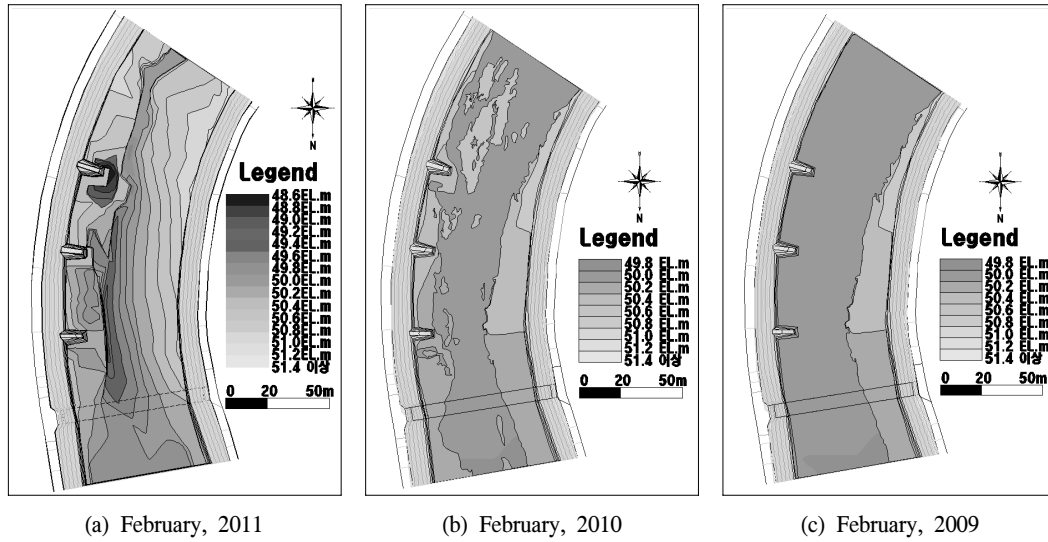 N
Legend
48.6EL.m
48.8EL.m
49.0EL.m
49.2EL.m
49.4EL.m
49.6EL.m
49.8EL.m
50.0EL.m
50.2EL.m
50.4EL.m
50.6EL.m
50.8EL.m
51.0EL.m
51.2EL.m
51.4 이상
0 20 50m
(a) February, 2011
N
Legend
49.8 EL.m
50.0 EL.m
50.2 EL.m
50.4 EL.m
50.6 EL.m
50.8 EL.m
51.0 EL.m
51.2 EL.m
51.4 이상
0 20 50m
(b) February, 2010
N
Legend
49.8 EL.m
50.0 EL.m
50.2 EL.m
50.4 EL.m
50.6 EL.m
50.8 EL.m
51.0 EL.m
51.2 EL.m
51.4 이상
0 20 50m
(c) February, 2009